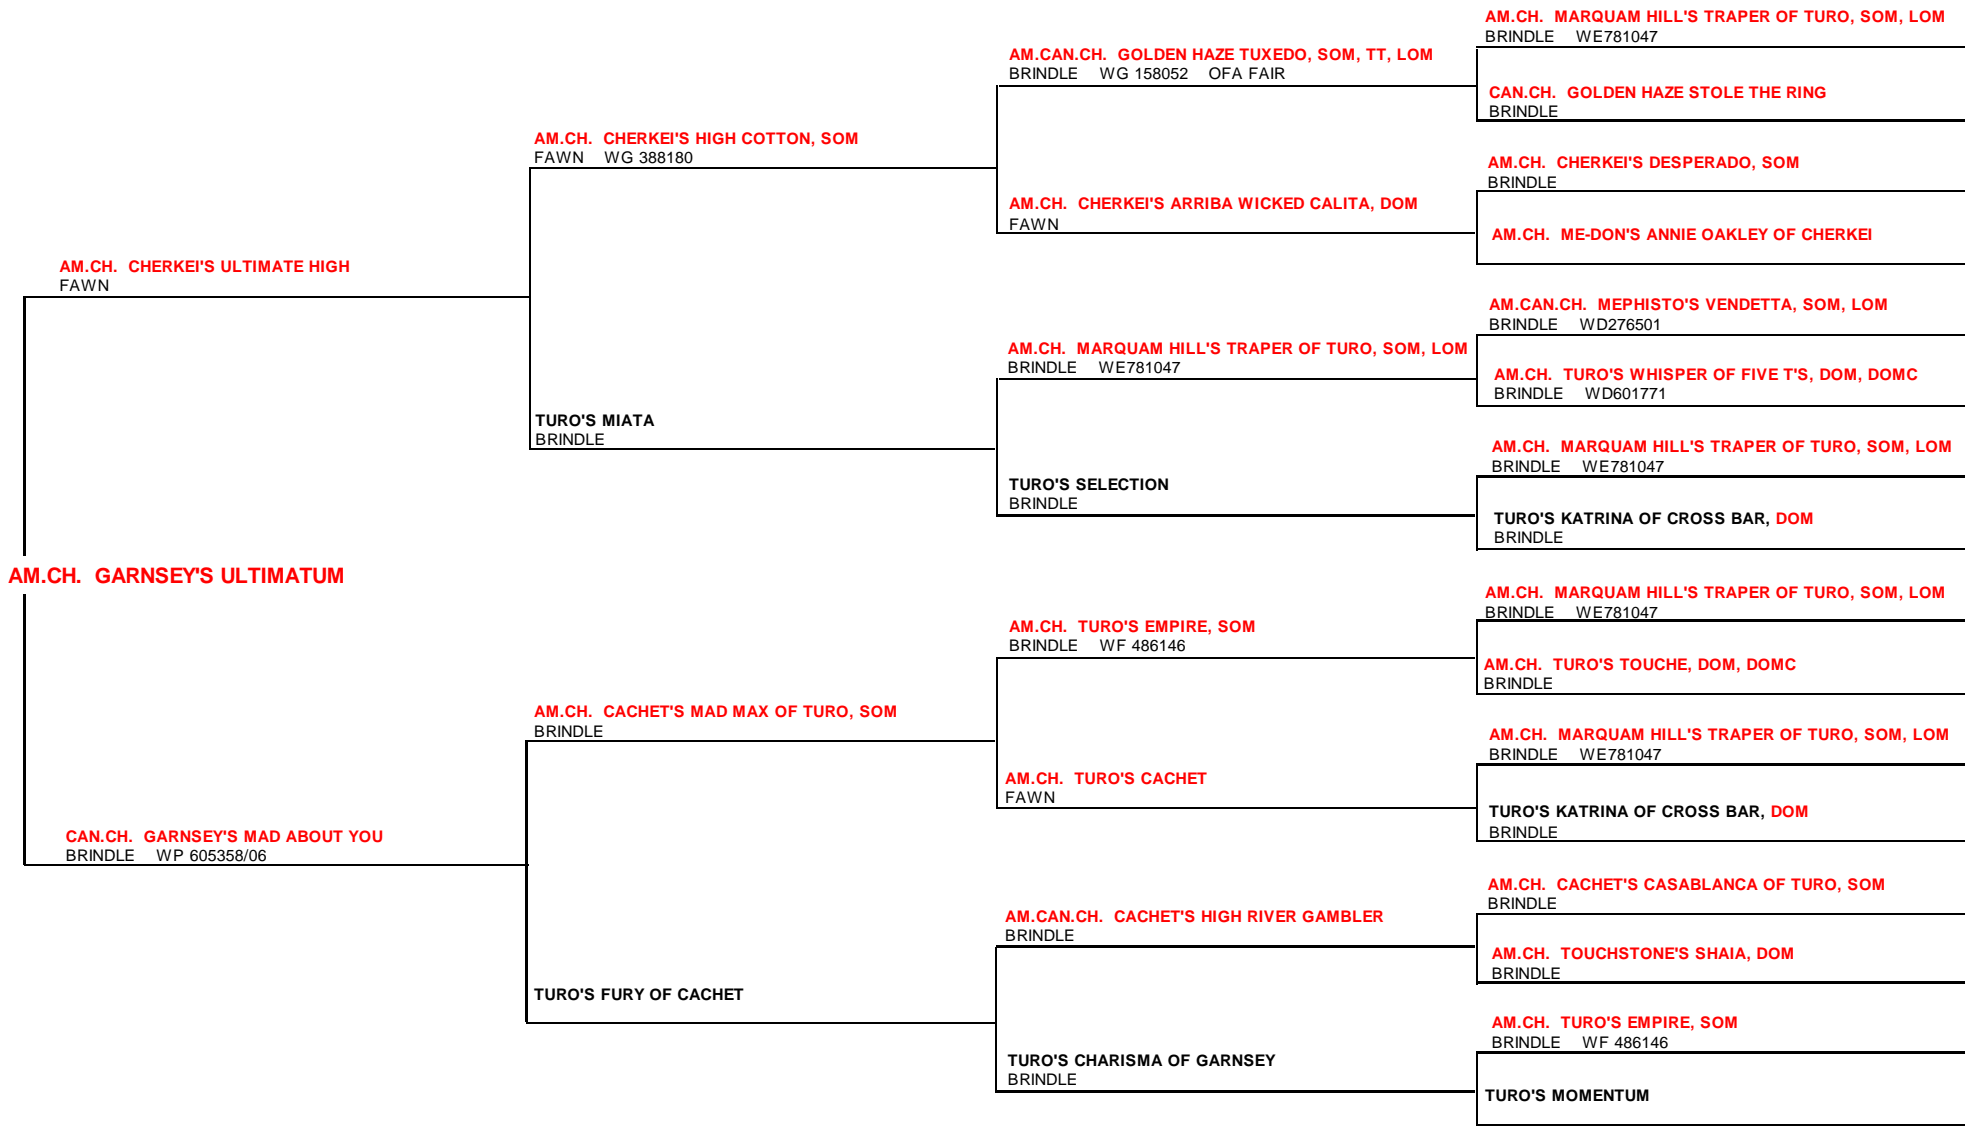 AM.CH. GARNSEY'S ULTIMATUM
AM.CH. CHERKEI'S ULTIMATE HIGH
FAWN
CAN.CH. GARNSEY'S MAD ABOUT YOU
BRINDLE WP 605358/06
AM.CH. CHERKEI'S HIGH COTTON, SOM
FAWN WG 388180
TURO'S MIATA
BRINDLE
AM.CH. CACHET'S MAD MAX OF TURO, SOM
BRINDLE
TURO'S FURY OF CACHET
AM.CAN.CH. GOLDEN HAZE TUXEDO, SOM, TT, LOM
BRINDLE WG 158052 OFA FAIR
AM.CH. CHERKEI'S ARRIBA WICKED CALITA, DOM
FAWN
AM.CH. MARQUAM HILL'S TRAPER OF TURO, SOM, LOM
BRINDLE WE781047
TURO'S SELECTION
BRINDLE
AM.CH. TURO'S EMPIRE, SOM
BRINDLE WF 486146
AM.CH. TURO'S CACHET
FAWN
AM.CAN.CH. CACHET'S HIGH RIVER GAMBLER
BRINDLE
TURO'S CHARISMA OF GARNSEY
BRINDLE
AM.CH. MARQUAM HILL'S TRAPER OF TURO, SOM, LOM
BRINDLE WE781047
CAN.CH. GOLDEN HAZE STOLE THE RING
BRINDLE
AM.CH. CHERKEI'S DESPERADO, SOM
BRINDLE
AM.CH. ME-DON'S ANNIE OAKLEY OF CHERKEI
AM.CAN.CH. MEPHISTO'S VENDETTA, SOM, LOM
BRINDLE WD276501
AM.CH. TURO'S WHISPER OF FIVE T'S, DOM, DOMC
BRINDLE WD601771
AM.CH. MARQUAM HILL'S TRAPER OF TURO, SOM, LOM
BRINDLE WE781047
TURO'S KATRINA OF CROSS BAR, DOM
BRINDLE
AM.CH. MARQUAM HILL'S TRAPER OF TURO, SOM, LOM
BRINDLE WE781047
AM.CH. TURO'S TOUCHE, DOM, DOMC
BRINDLE
AM.CH. MARQUAM HILL'S TRAPER OF TURO, SOM, LOM
BRINDLE WE781047
TURO'S KATRINA OF CROSS BAR, DOM
BRINDLE
AM.CH. CACHET'S CASABLANCA OF TURO, SOM
BRINDLE
AM.CH. TOUCHSTONE'S SHAIA, DOM
BRINDLE
AM.CH. TURO'S EMPIRE, SOM
BRINDLE WF 486146
TURO'S MOMENTUM